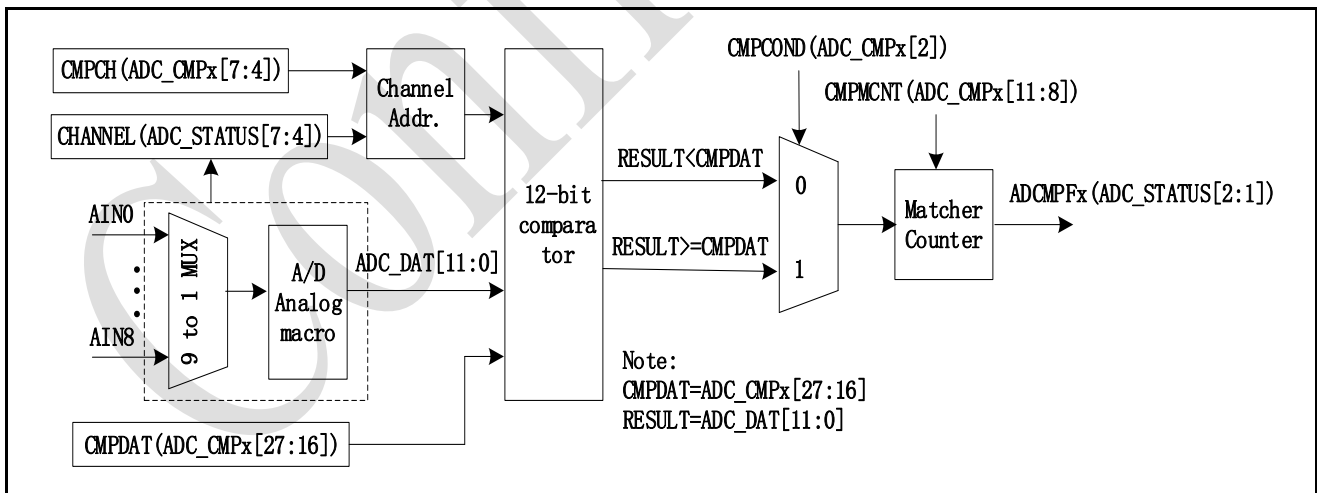 CMPCOND(ADC_CMPx[2])
CMPCH(ADC_CMPx[7:4])
Channel
Addr.
CMPMCNT(ADC_CMPx[11:8])
CHANNEL(ADC_STATUS[7:4])
RESULT<CMPDAT
0
AIN0
12-bit
compara
tor
Matcher
Counter
ADCMPFx(ADC_STATUS[2:1])
9 to 1 MUX
A/D
Analog
macro
ADC_DAT[11:0]
RESULT>=CMPDAT
1
AIN8
Note:
CMPDAT=ADC_CMPx[27:16]
RESULT=ADC_DAT[11:0]
CMPDAT(ADC_CMPx[27:16])